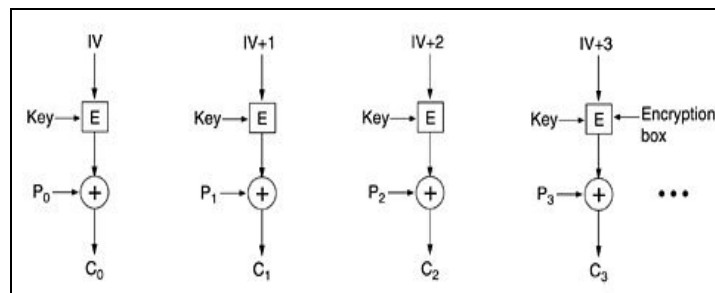 IV IV+1 IV+2 IV+3
Key E Key E Key E Key E Encryption
box
P₀ + P₁ + P₂ + P₃ + •••
C₀ C₁ C₂ C₃